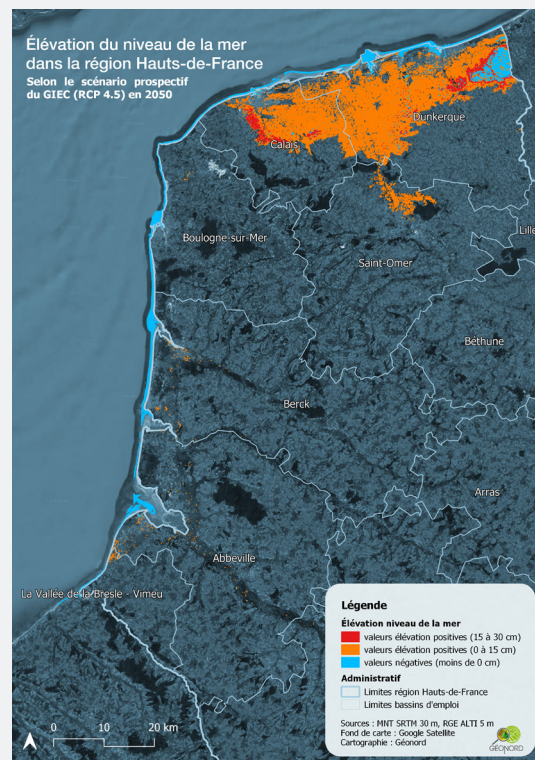 Élévation du niveau de la mer
dans la région Hauts-de-France
Selon le scénario prospectif
du GIEC (RCP 4.5) en 2050
Dunkerque
Calais
Lille
Boulogne-sur-Mer
Saint-Omer
Béthune
Berck
Arras
Abbeville
La Vallée de la Bresle - Vimeu
Légende
Élévation niveau de la mer
valeurs élévation positives (15 à 30 cm)
valeurs élévation positives (0 à 15 cm)
valeurs négatives (moins de 0 cm)
Administratif
Limites région Hauts-de-France
Limites bassins d'emploi
Sources : MNT SRTM 30 m, RGE ALTI 5 m
Fond de carte : Google Satellite
Cartographie : Géonord
GÉONORD
0 10 20 km